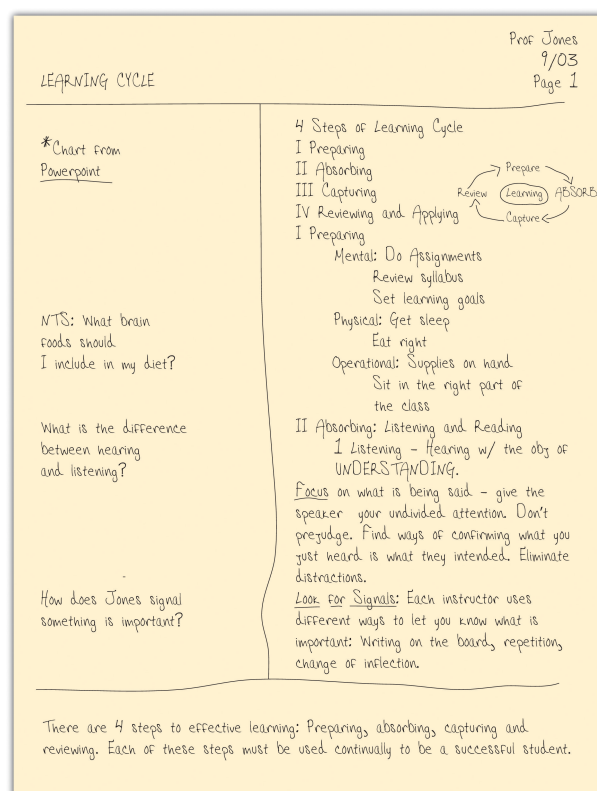 Prof Jones
9/03
LEARNING CYCLE
Page 1
*Chart from
Powerpoint
NTS: What brain
foods should
I include in my diet?
What is the difference
between hearing
and listening?
How does Jones signal
something is important?
4 Steps of Learning Cycle
I Preparing
II Absorbing
III Capturing
IV Reviewing and Applying
Prepare
Review
Learning
ABSORB
Capture
I Preparing
Mental: Do Assignments
Review syllabus
Set learning goals
Physical: Get sleep
Eat right
Operational: Supplies on hand
Sit in the right part of
the class
II Absorbing: Listening and Reading
1 Listening - Hearing w/ the obj of
UNDERSTANDING.
Focus on what is being said - give the
speaker your undivided attention. Don't
prejudge. Find ways of confirming what you
just heard is what they intended. Eliminate
distractions.
Look for Signals: Each instructor uses
different ways to let you know what is
important: Writing on the board, repetition,
change of inflection.
There are 4 steps to effective learning: Preparing, absorbing, capturing and
reviewing. Each of these steps must be used continually to be a successful student.